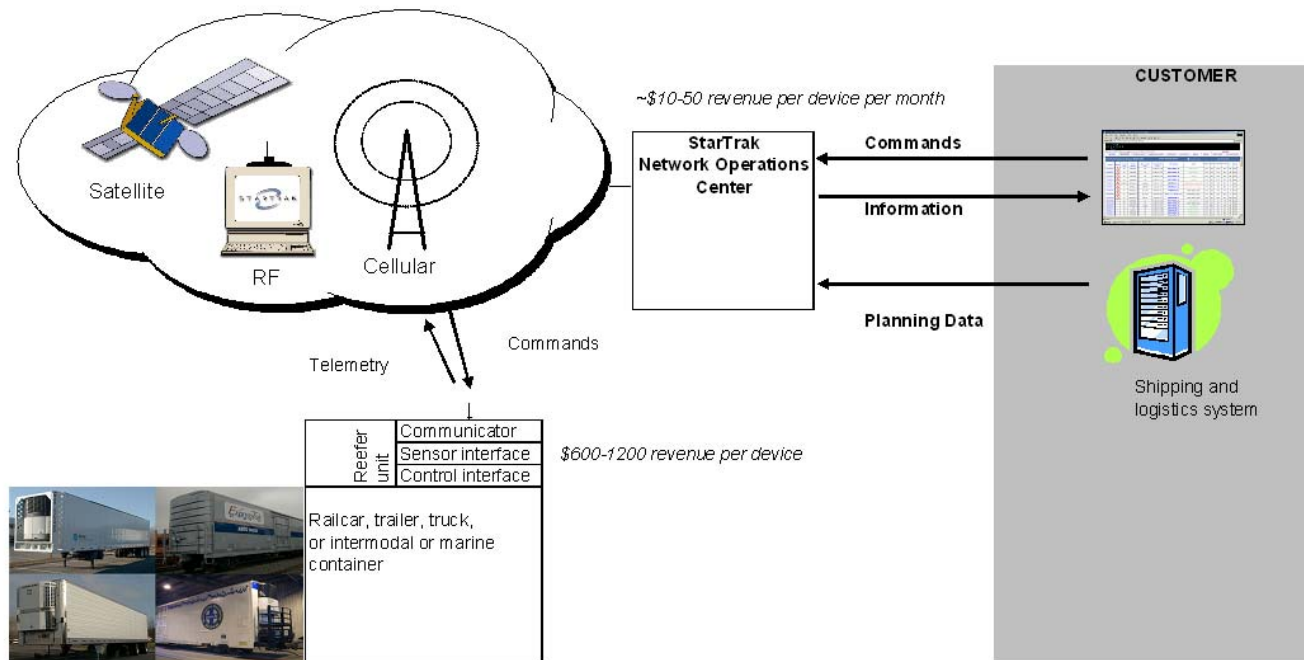 CUSTOMER
~$10-50 revenue per device per month
StarTrak
Network Operations
Center
Commands
Information
Planning Data
Satellite
STARTRAK
RF
Cellular
Telemetry
Commands
Shipping and
logistics system
Reefer
unit
Communicator
Sensor interface
Control interface
$600-1200 revenue per device
Railcar, trailer, truck,
or intermodal or marine
container